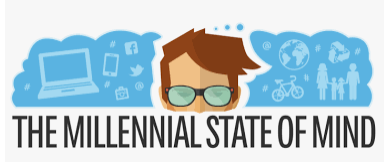 THE MILLENNIAL STATE OF MIND